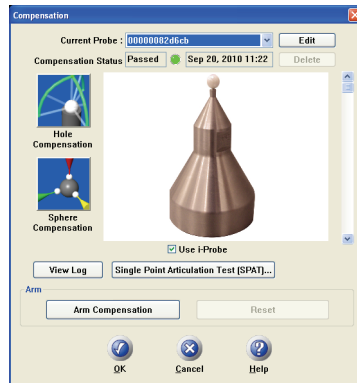 Compensation
Current Probe : 00000082d6cb Edit
Compensation Status Passed Sep 20, 2010 11:22 Delete
Hole
Compensation
Sphere
Compensation
Use i-Probe
View Log Single Point Articulation Test (SPAT)...
Arm
Arm Compensation Reset
OK Cancel Help